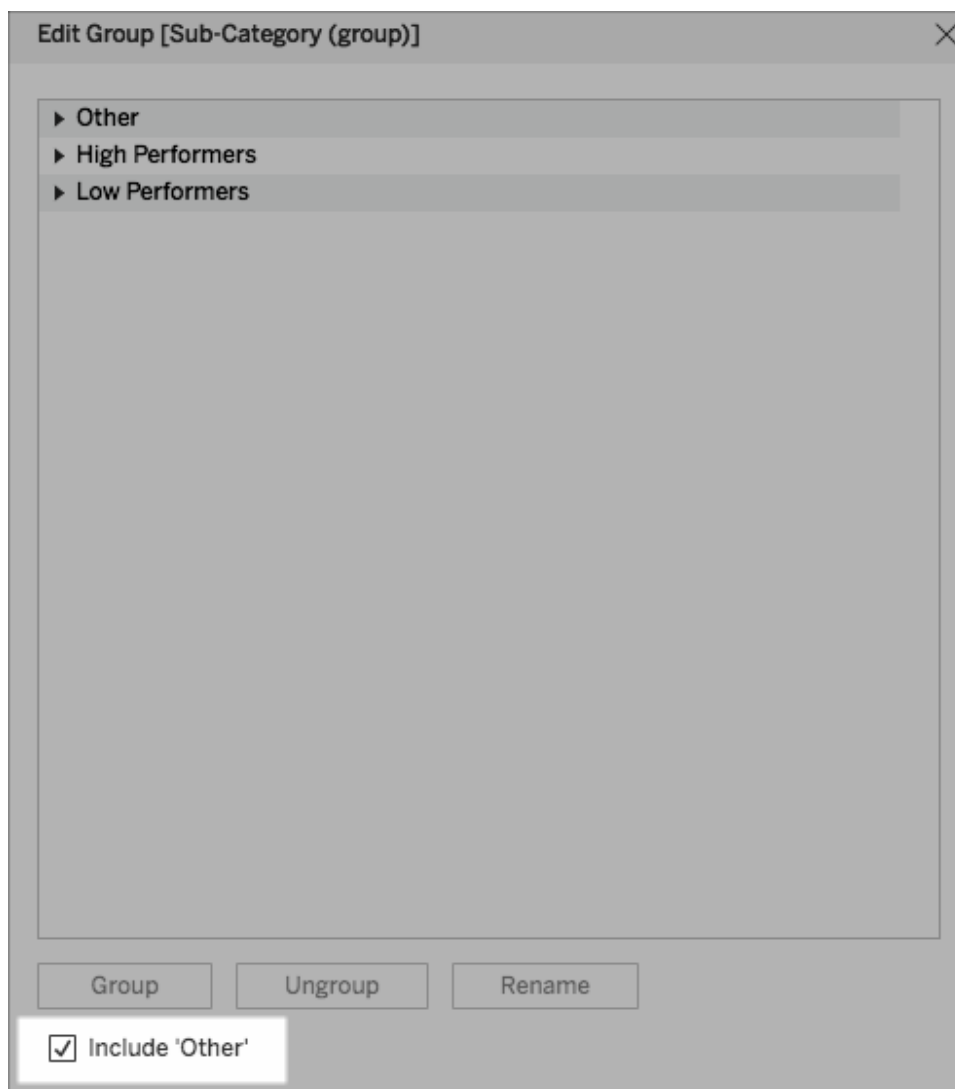 Edit Group [Sub-Category (group)]
Other
High Performers
Low Performers
Group Ungroup Rename
Include 'Other'